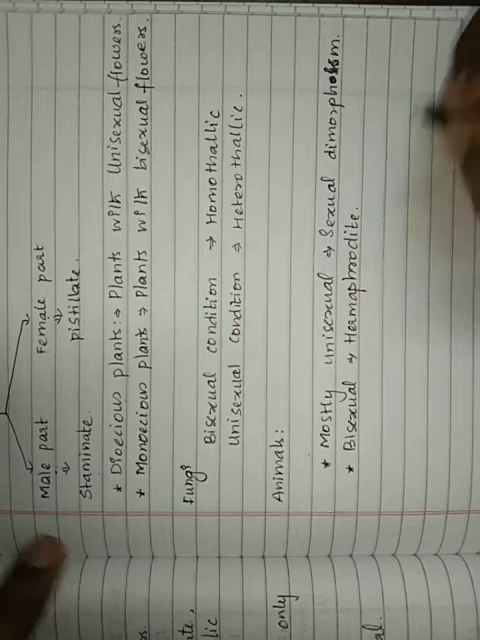 Male part Female part
⇓ ⇓
Staminate. pistillate.
* Dioecious plants:⇒ Plants with Unisexual flowers.
* Monoecious plants ⇒ Plants with bisexual flowers.
Fungi
Bisexual condition → Homothallic
Unisexual condition ⇒ Heterothallic.
Animals:
* Mostly unisexual ⇒ Sexual dimorphism.
* Bisexual → Hermaphrodite.
only